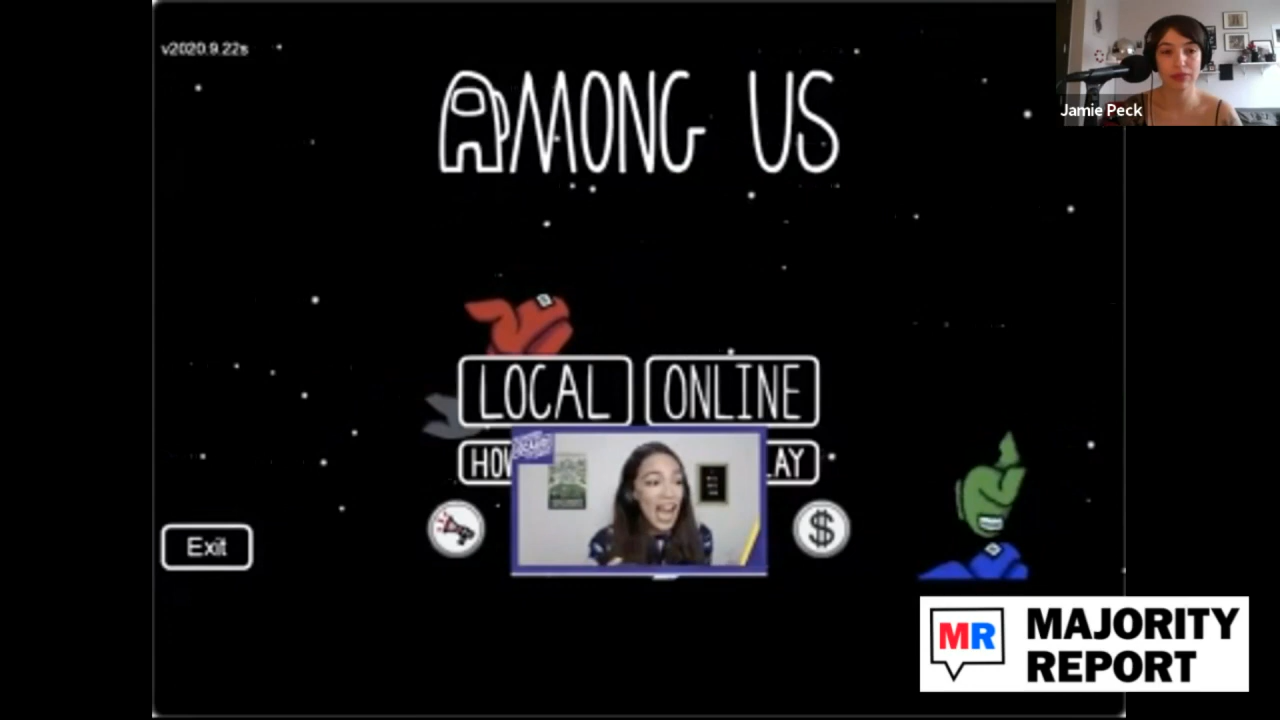 v2020.9.22s
AMONG US
Jamie Peck
LOCAL
ONLINE
HOW
LAY
Exit
$
MR
MAJORITY
REPORT